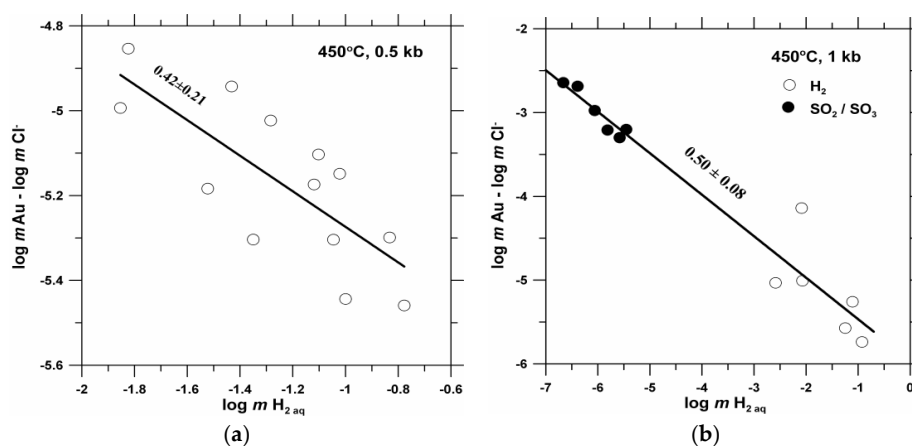 -4.8
-5
-5.2
-5.4
-5.6
log m Au - log m Cl-
450°C, 0.5 kb
0.42±0.21
-2 -1.8 -1.6 -1.4 -1.2 -1 -0.8 -0.6
log m H2 aq
(a)
-2
-3
-4
-5
-6
log m Au - log m Cl-
450°C, 1 kb
H2
SO2 / SO3
0.50 ± 0.08
-7 -6 -5 -4 -3 -2 -1 0
log m H2 aq
(b)